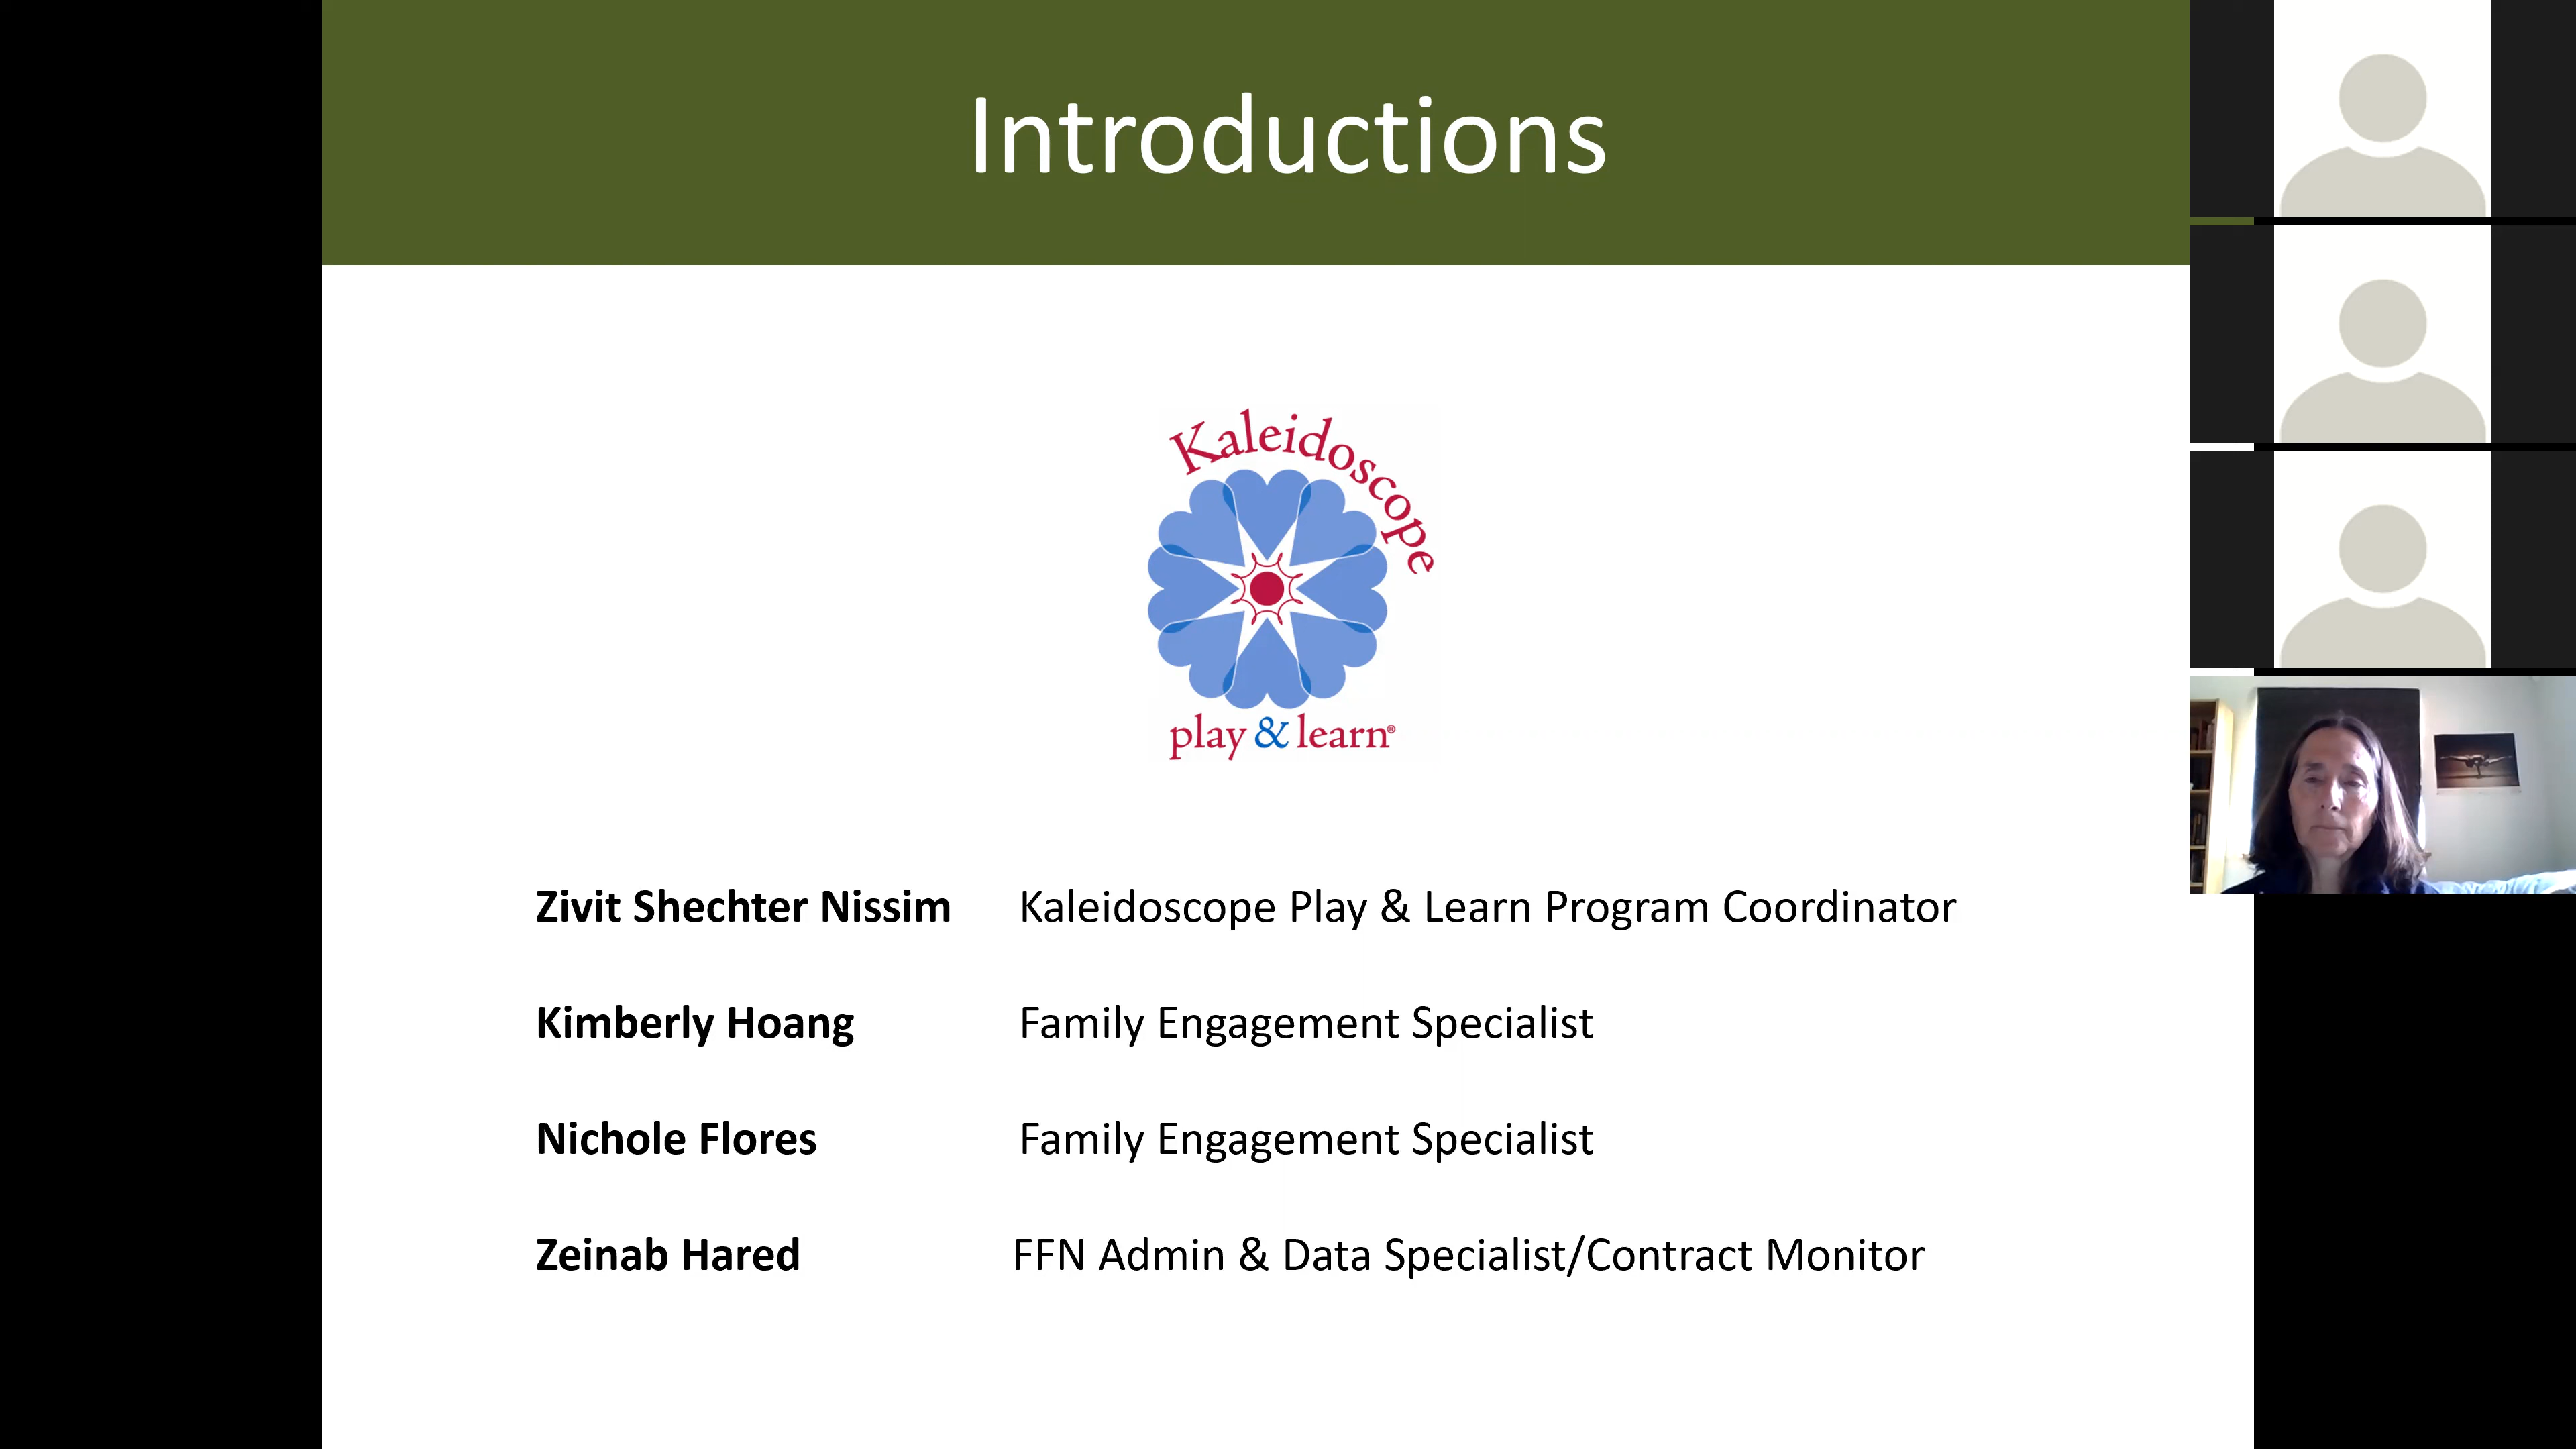 Introductions
Kaleidoscope
play & learn®
Zivit Shechter Nissim Kaleidoscope Play & Learn Program Coordinator
Kimberly Hoang Family Engagement Specialist
Nichole Flores Family Engagement Specialist
Zeinab Hared FFN Admin & Data Specialist/Contract Monitor